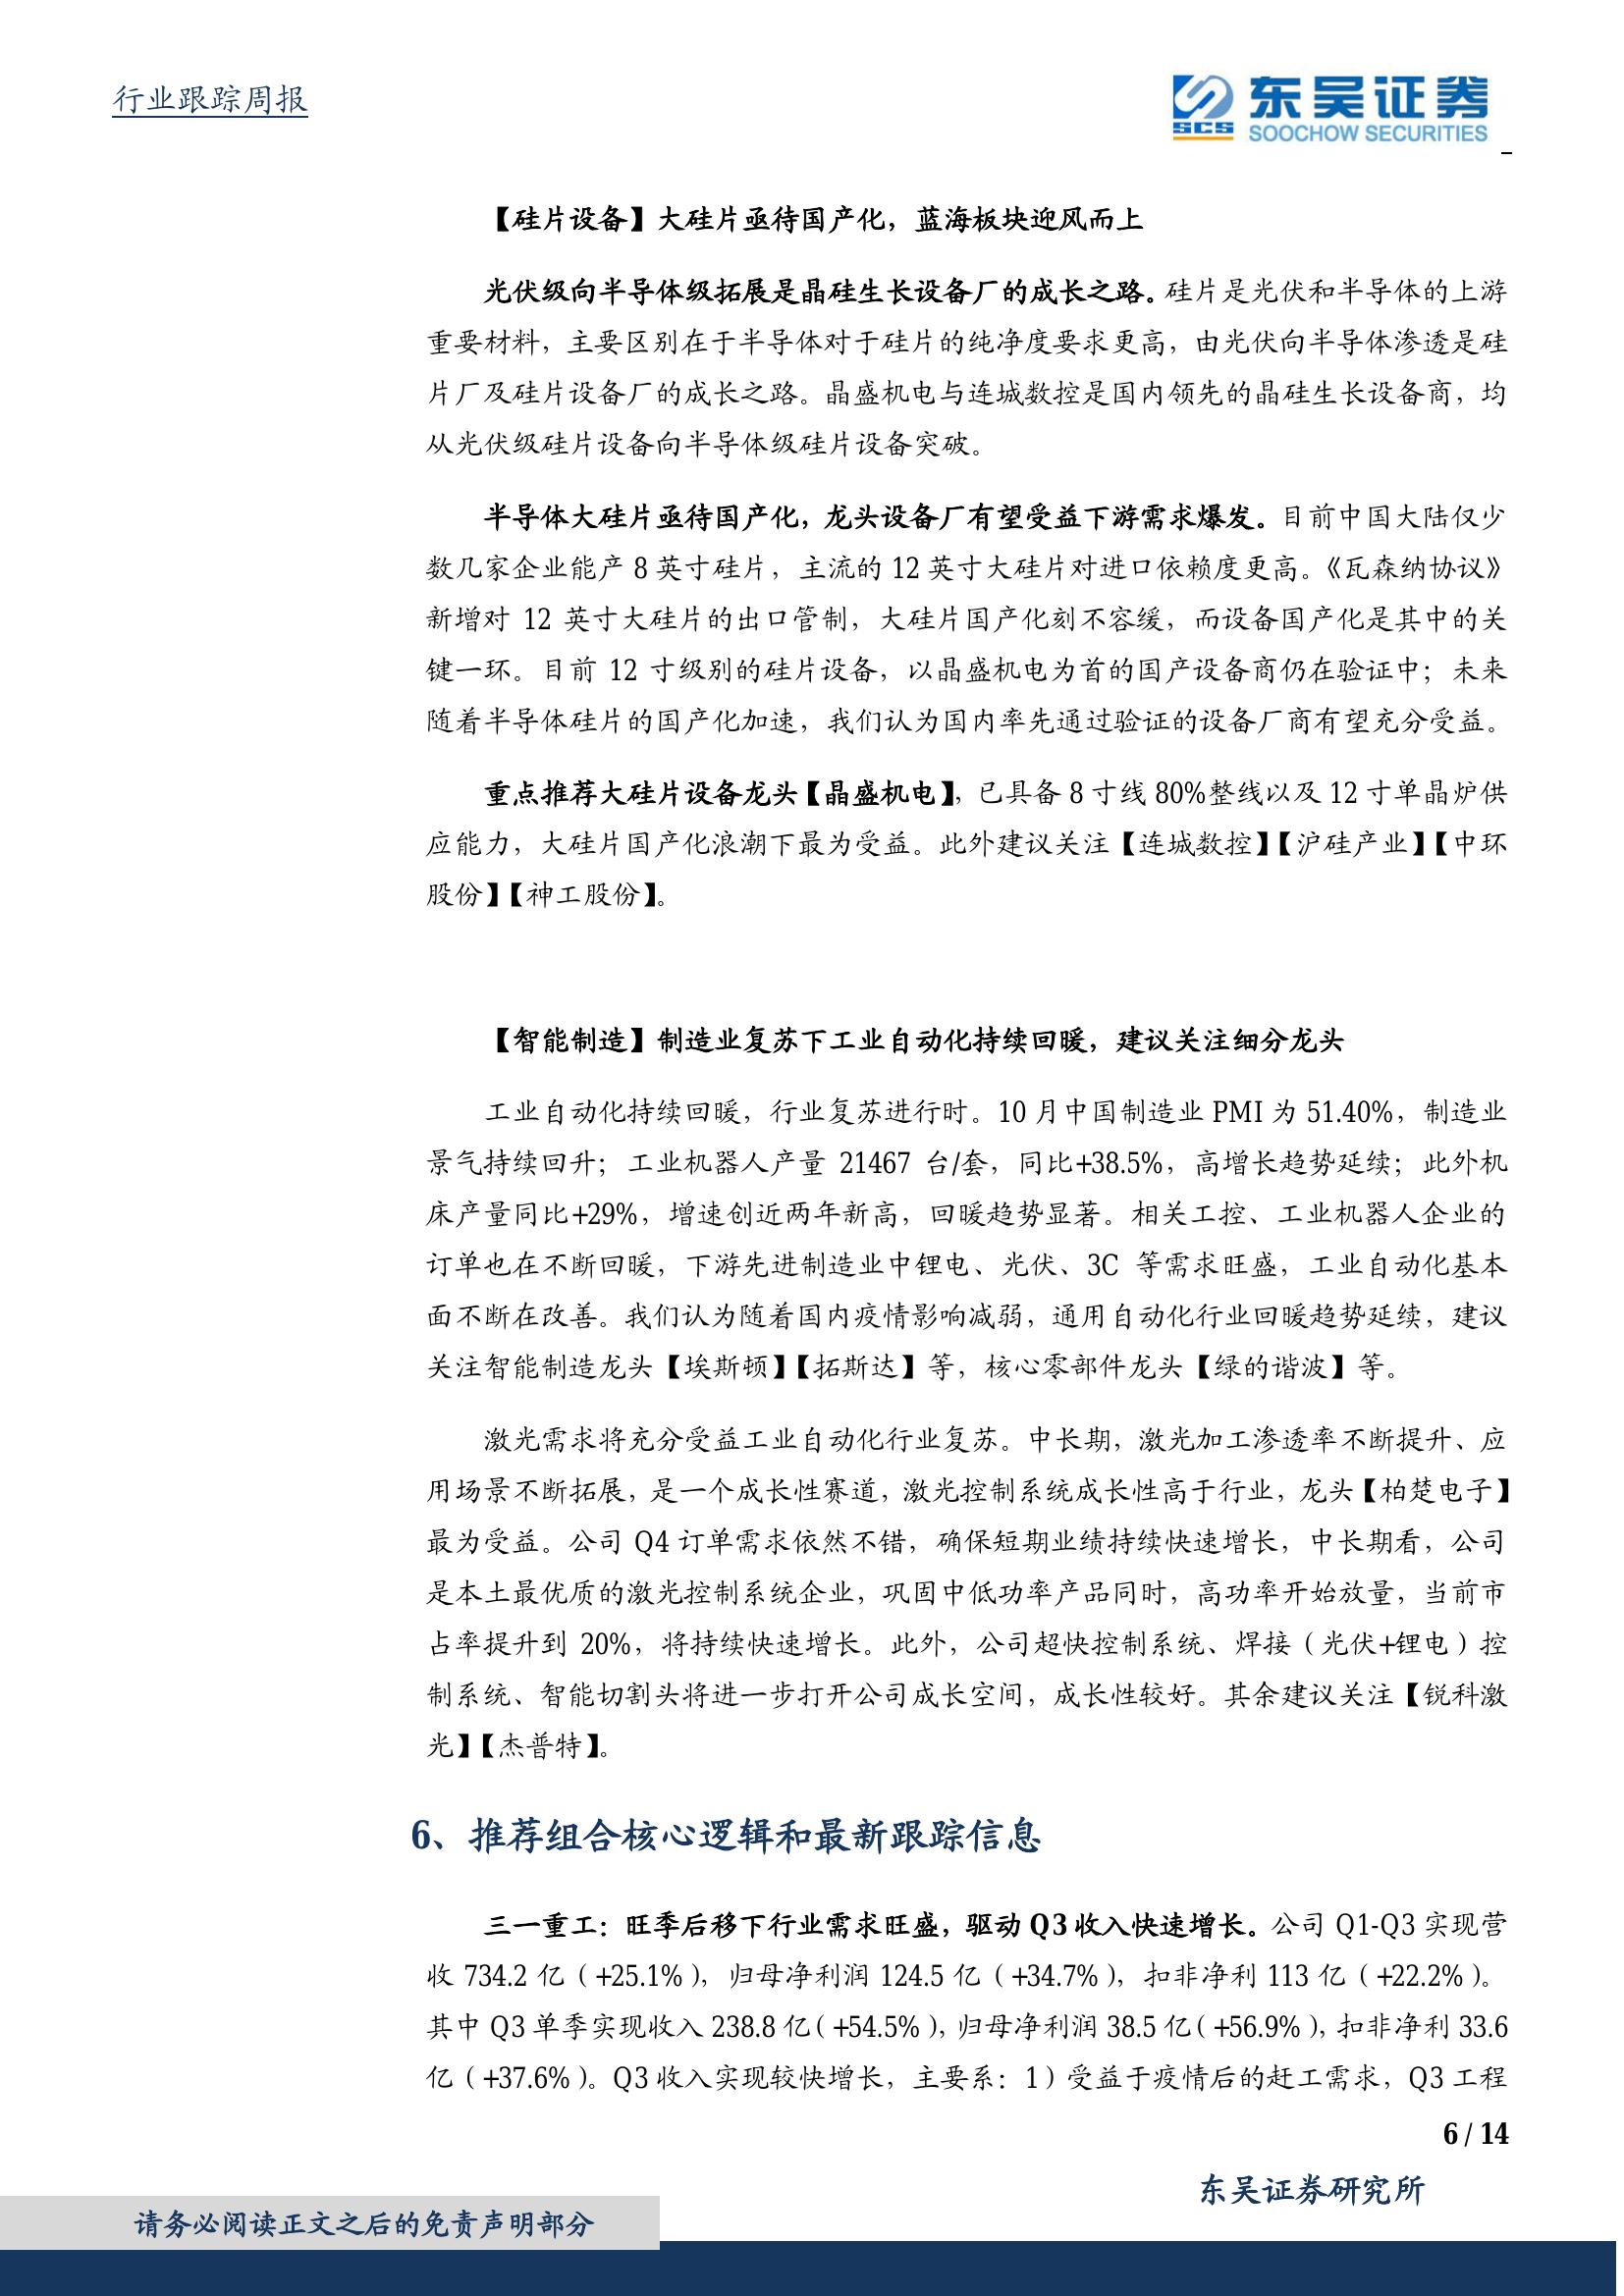 行业跟踪周报
SCS 东吴证券
SOOCHOW SECURITIES
【硅片设备】大硅片亟待国产化，蓝海板块迎风而上
光伏级向半导体级拓展是晶硅生长设备厂的成长之路。硅片是光伏和半导体的上游
重要材料，主要区别在于半导体对于硅片的纯净度要求更高，由光伏向半导体渗透是硅
片厂及硅片设备厂的成长之路。晶盛机电与连城数控是国内领先的晶硅生长设备商，均
从光伏级硅片设备向半导体级硅片设备突破。
半导体大硅片亟待国产化，龙头设备厂有望受益下游需求爆发。目前中国大陆仅少
数几家企业能产 8 英寸硅片，主流的 12 英寸大硅片对进口依赖度更高。《瓦森纳协议》
新增对 12 英寸大硅片的出口管制，大硅片国产化刻不容缓，而设备国产化是其中的关
键一环。目前 12 寸级别的硅片设备，以晶盛机电为首的国产设备商仍在验证中；未来
随着半导体硅片的国产化加速，我们认为国内率先通过验证的设备厂商有望充分受益。
重点推荐大硅片设备龙头【晶盛机电】，已具备 8 寸线 80%整线以及 12 寸单晶炉供
应能力，大硅片国产化浪潮下最为受益。此外建议关注【连城数控】【沪硅产业】【中环
股份】【神工股份】。
【智能制造】制造业复苏下工业自动化持续回暖，建议关注细分龙头
工业自动化持续回暖，行业复苏进行时。10 月中国制造业 PMI 为 51.40%，制造业
景气持续回升；工业机器人产量 21467 台/套，同比+38.5%，高增长趋势延续；此外机
床产量同比+29%，增速创近两年新高，回暖趋势显著。相关工控、工业机器人企业的
订单也在不断回暖，下游先进制造业中锂电、光伏、3C 等需求旺盛，工业自动化基本
面不断在改善。我们认为随着国内疫情影响减弱，通用自动化行业回暖趋势延续，建议
关注智能制造龙头【埃斯顿】【拓斯达】等，核心零部件龙头【绿的谐波】等。
激光需求将充分受益工业自动化行业复苏。中长期，激光加工渗透率不断提升、应
用场景不断拓展，是一个成长性赛道，激光控制系统成长性高于行业，龙头【柏楚电子】
最为受益。公司 Q4 订单需求依然不错，确保短期业绩持续快速增长，中长期看，公司
是本土最优质的激光控制系统企业，巩固中低功率产品同时，高功率开始放量，当前市
占率提升到 20%，将持续快速增长。此外，公司超快控制系统、焊接（光伏+锂电）控
制系统、智能切割头将进一步打开公司成长空间，成长性较好。其余建议关注【锐科激
光】【杰普特】。
6、推荐组合核心逻辑和最新跟踪信息
三一重工：旺季后移下行业需求旺盛，驱动 Q3 收入快速增长。公司 Q1-Q3 实现营
收 734.2 亿（+25.1%），归母净利润 124.5 亿（+34.7%），扣非净利 113 亿（+22.2%）。
其中 Q3 单季实现收入 238.8 亿（+54.5%），归母净利润 38.5 亿（+56.9%），扣非净利 33.6
亿（+37.6%）。Q3 收入实现较快增长，主要系：1）受益于疫情后的赶工需求，Q3 工程
6 / 14
东吴证券研究所
请务必阅读正文之后的免责声明部分